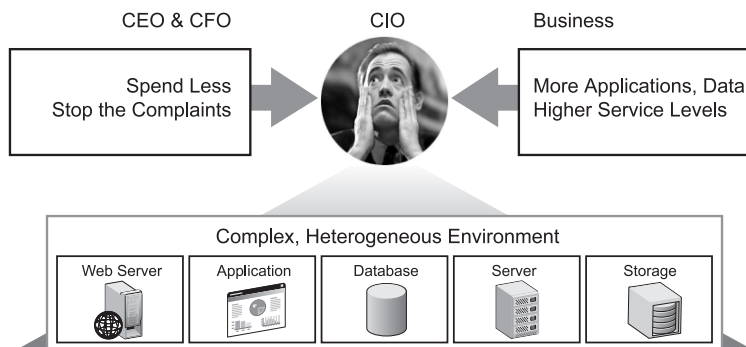 CEO & CFO
CIO
Business
Spend Less
Stop the Complaints
More Applications, Data
Higher Service Levels
Complex, Heterogeneous Environment
Web Server
Application
Database
Server
Storage